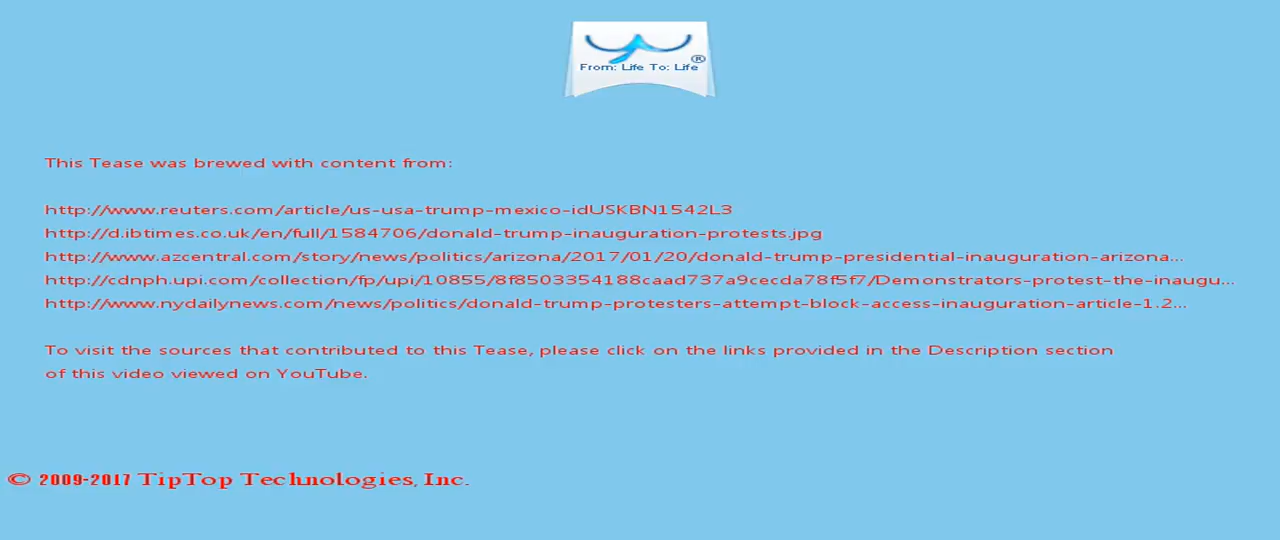 From: Life To: Life ®
This Tease was brewed with content from:
http://www.reuters.com/article/us-usa-trump-mexico-idUSKBN1542L3
http://d.ibtimes.co.uk/en/full/1584706/donald-trump-inauguration-protests.jpg
http://www.azcentral.com/story/news/politics/arizona/2017/01/20/donald-trump-presidential-inauguration-arizona...
http://cdnph.upi.com/collection/fp/upi/10855/8f8503354188caad737a9cecda78f5f7/Demonstrators-protest-the-inaugu...
http://www.nydailynews.com/news/politics/donald-trump-protesters-attempt-block-access-inauguration-article-1.2...
To visit the sources that contributed to this Tease, please click on the links provided in the Description section
of this video viewed on YouTube.
© 2009-2017 TipTop Technologies, Inc.